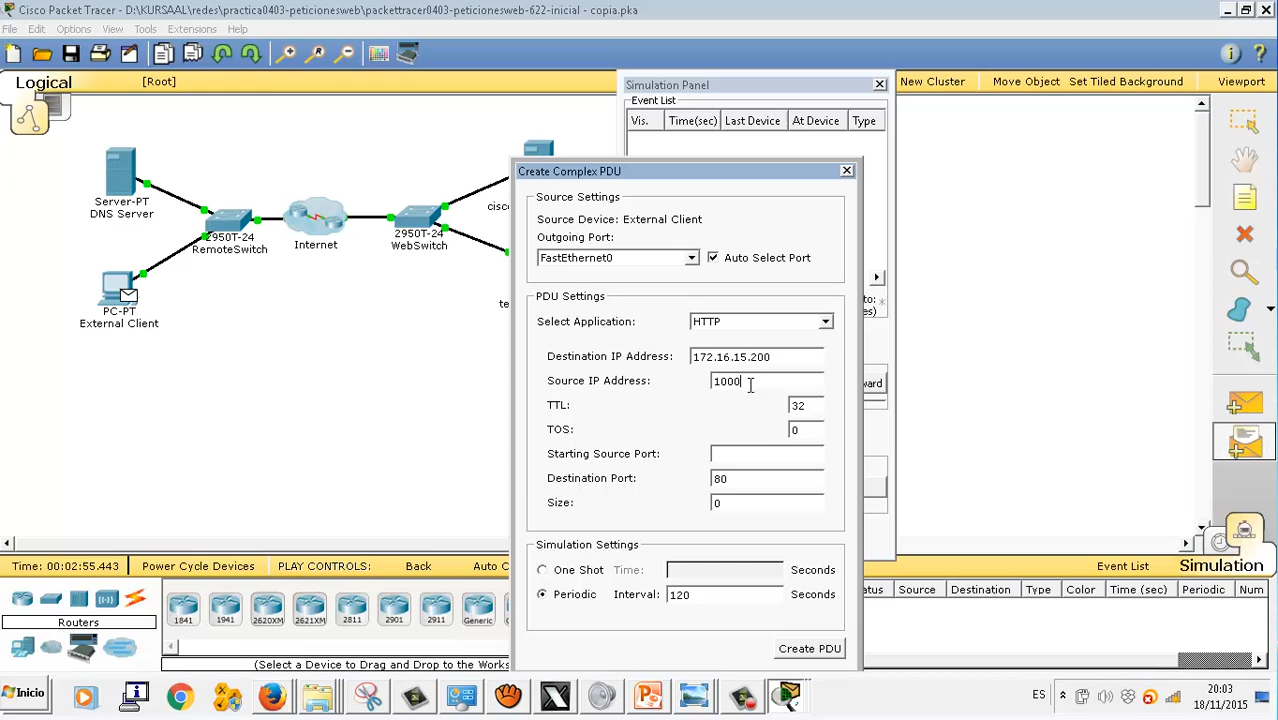 Cisco Packet Tracer - D:\KURSAAL\redes\practica0403-peticionesweb\packettracer0403-peticionesweb-622-inicial - copia.pka
File Edit Options View Tools Extensions Help
Logical [Root] New Cluster Move Object Set Tiled Background Viewport
Simulation Panel
Event List
Vis. Time(sec) Last Device At Device Type
Server-PT
DNS Server
2950T-24
RemoteSwitch
Internet
2950T-24
WebSwitch
PC-PT
External Client
cisc
te
Create Complex PDU
Source Settings
Source Device: External Client
Outgoing Port:
FastEthernet0 Auto Select Port
PDU Settings
Select Application: HTTP
Destination IP Address: 172.16.15.200
Source IP Address: 1000
TTL: 32
TOS: 0
Starting Source Port:
Destination Port: 80
Size: 0
Simulation Settings
One Shot Time: Seconds
Periodic Interval: 120 Seconds
Create PDU
to: *
es)
ward
Time: 00:02:55.443 Power Cycle Devices PLAY CONTROLS: Back Auto C Event List Simulation
atus Source Destination Type Color Time (sec) Periodic Num
1841 1941 2620XM 2621XM 2811 2901 2911 Generic
Routers
(Select a Device to Drag and Drop to the Works
Inicio ES 20:03
18/11/2015